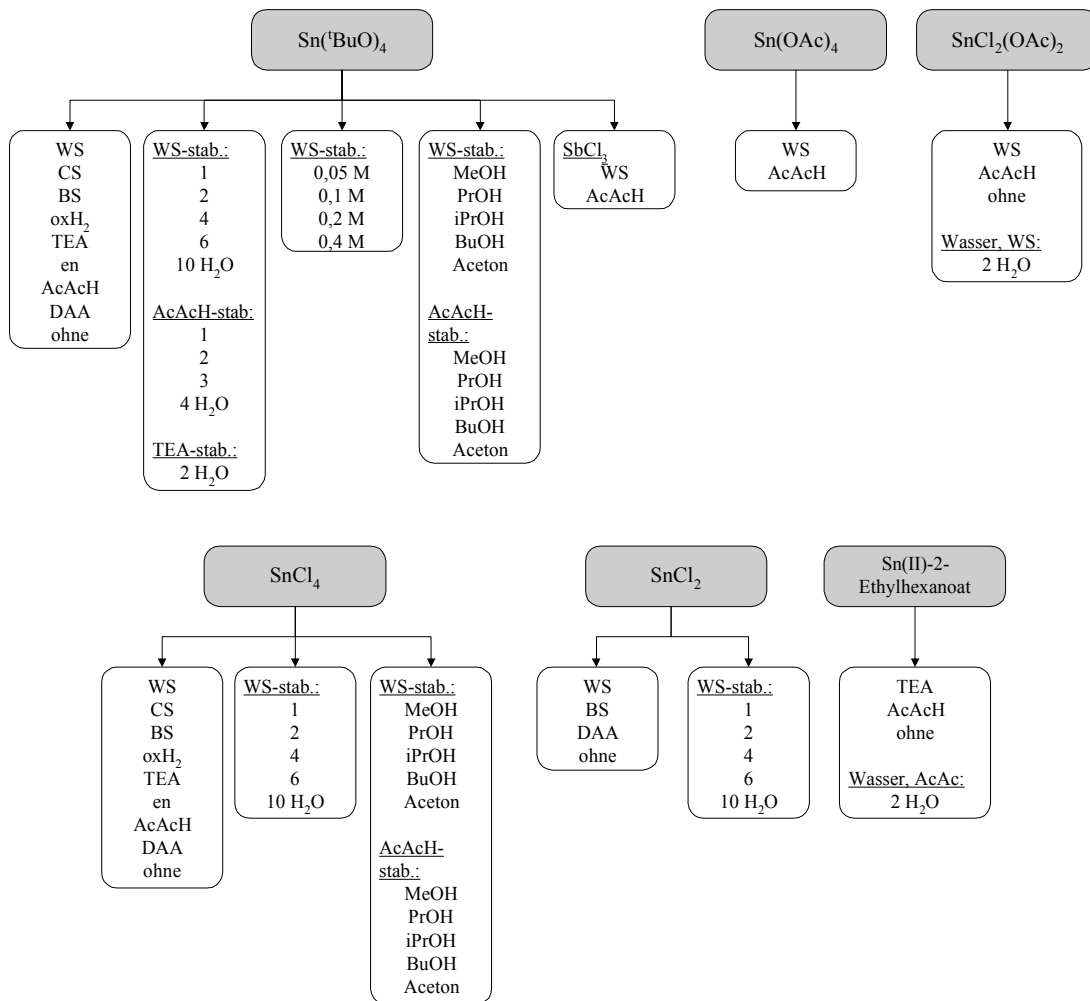 Sn(ᵗBuO)₄
Sn(OAc)₄
SnCl₂(OAc)₂
WS
CS
BS
oxH₂
TEA
en
AcAcH
DAA
ohne
WS-stab.:
1
2
4
6
10 H₂O
AcAcH-stab:
1
2
3
4 H₂O
TEA-stab.:
2 H₂O
WS-stab.:
0,05 M
0,1 M
0,2 M
0,4 M
WS-stab.:
MeOH
PrOH
iPrOH
BuOH
Aceton
AcAcH-
stab.:
MeOH
PrOH
iPrOH
BuOH
Aceton
SbCl₃
WS
AcAcH
WS
AcAcH
WS
AcAcH
ohne
Wasser, WS:
2 H₂O
SnCl₄
SnCl₂
Sn(II)-2-
Ethylhexanoat
WS
CS
BS
oxH₂
TEA
en
AcAcH
DAA
ohne
WS-stab.:
1
2
4
6
10 H₂O
WS-stab.:
MeOH
PrOH
iPrOH
BuOH
Aceton
AcAcH-
stab.:
MeOH
PrOH
iPrOH
BuOH
Aceton
WS
BS
DAA
ohne
WS-stab.:
1
2
4
6
10 H₂O
TEA
AcAcH
ohne
Wasser, AcAc:
2 H₂O